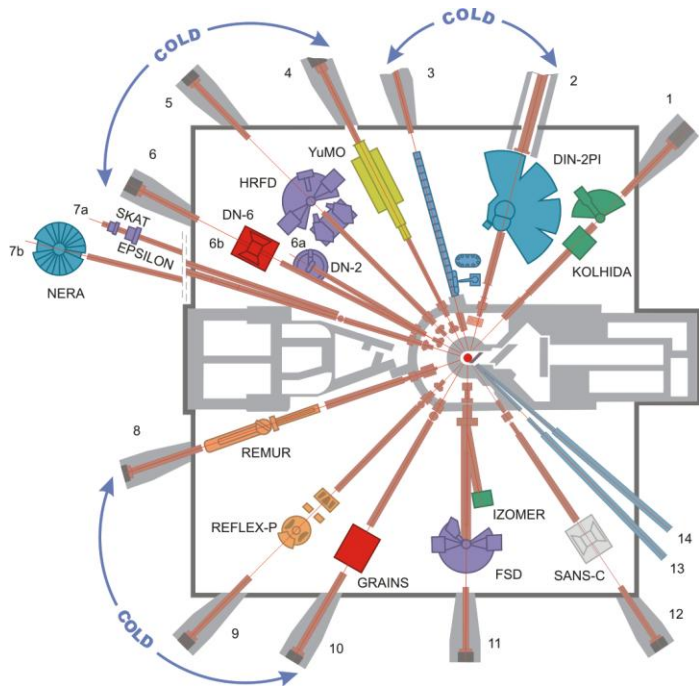 COLD
COLD
5
4
3
2
1
YuMO
DIN-2PI
HRFD
6
DN-6
7a
SKAT
6b
6a
EPSILON
DN-2
KOLHIDA
7b
NERA
8
REMUR
REFLEX-P
IZOMER
14
GRAINS
FSD
SANS-C
13
COLD
12
9
10
11